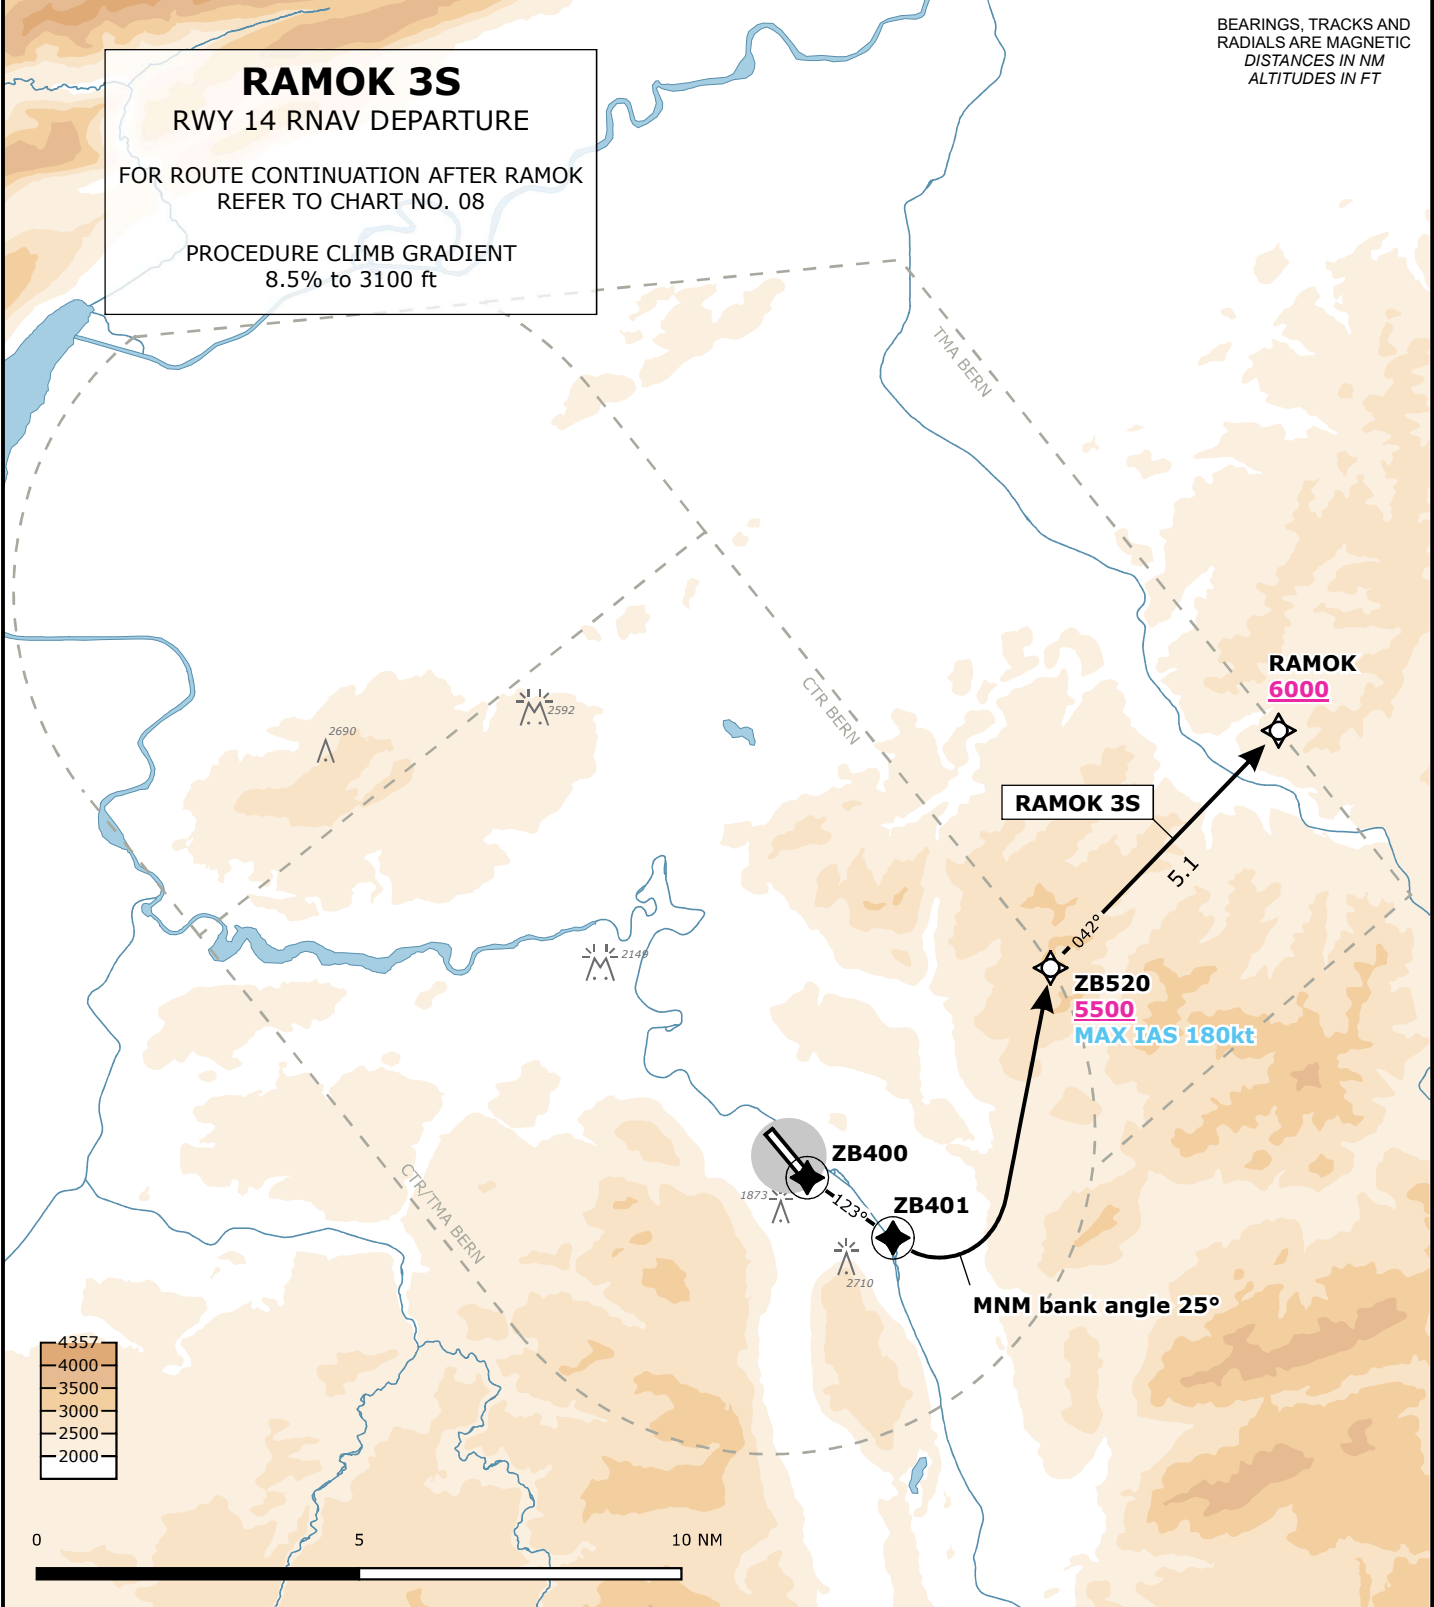 BEARINGS, TRACKS AND
RADIALS ARE MAGNETIC
DISTANCES IN NM
ALTITUDES IN FT
RAMOK 3S
RWY 14 RNAV DEPARTURE
FOR ROUTE CONTINUATION AFTER RAMOK
REFER TO CHART NO. 08
PROCEDURE CLIMB GRADIENT
8.5% to 3100 ft
TMA BERN
CTR BERN
RAMOK
6000
2592
2690
RAMOK 3S
5.1
042°
2149
ZB520
5500
MAX IAS 180kt
ZB400
1873
123°
ZB401
CTR/TMA BERN
2710
MNM bank angle 25°
4357
4000
3500
3000
2500
2000
0 5 10 NM